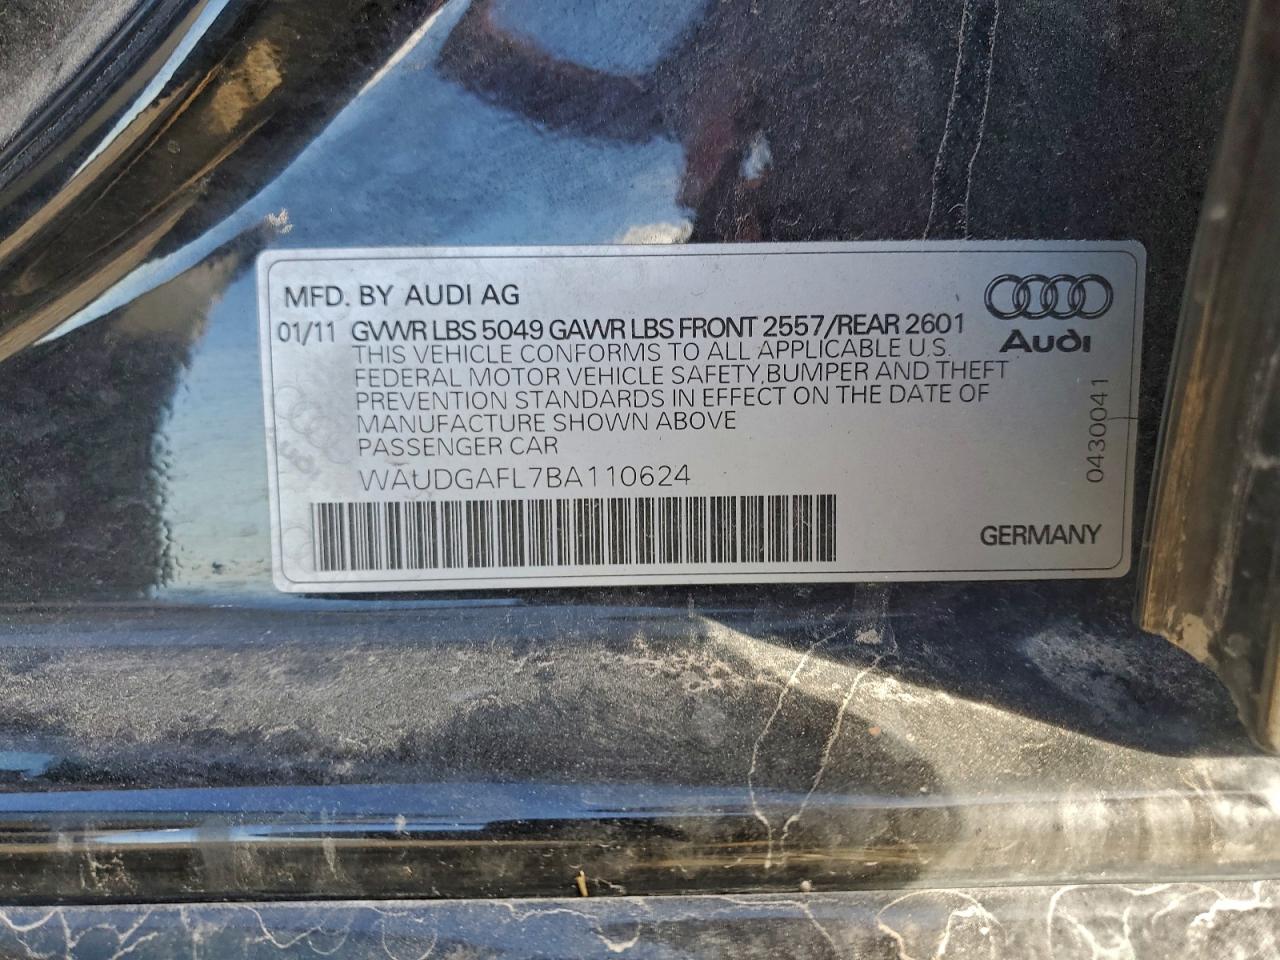 MFD. BY AUDI AG
01/11 GVWR LBS 5049 GAWR LBS FRONT 2557/REAR 2601
THIS VEHICLE CONFORMS TO ALL APPLICABLE U.S.
FEDERAL MOTOR VEHICLE SAFETY, BUMPER AND THEFT
PREVENTION STANDARDS IN EFFECT ON THE DATE OF
MANUFACTURE SHOWN ABOVE
PASSENGER CAR
WAUDGAFL7BA110624
Audi
0430041
GERMANY